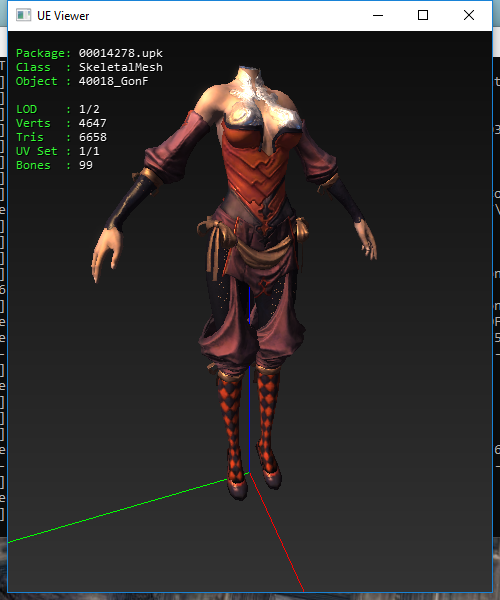 UE Viewer
Package: 00014278.upk
Class : SkeletalMesh
Object : 40018_GonF
LOD : 1/2
Verts : 4647
Tris : 6658
UV Set : 1/1
Bones : 99